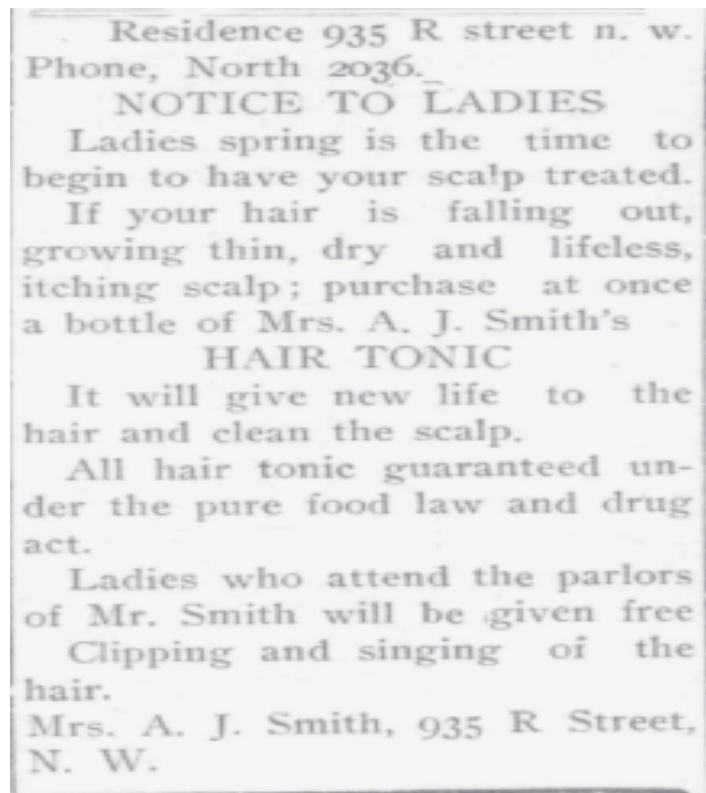 Residence 935 R street n. w.
Phone, North 2036.
NOTICE TO LADIES
Ladies spring is the time to
begin to have your scalp treated.
If your hair is falling out,
growing thin, dry and lifeless,
itching scalp; purchase at once
a bottle of Mrs. A. J. Smith's
HAIR TONIC
It will give new life to the
hair and clean the scalp.
All hair tonic guaranteed un-
der the pure food law and drug
act.
Ladies who attend the parlors
of Mr. Smith will be given free
Clipping and singing of the
hair.
Mrs. A. J. Smith, 935 R Street,
N. W.